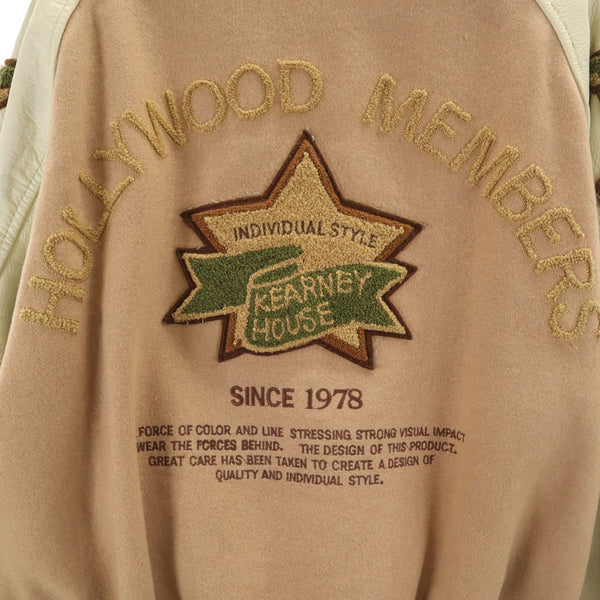 HOLLYWOOD MEMBERS
INDIVIDUAL STYLE
KEARNEY
HOUSE
SINCE 1978
FORCE OF COLOR AND LINE STRESSING STRONG VISUAL IMPACT
WEAR THE FORCES BEHIND. THE DESIGN OF THIS PRODUCT.
GREAT CARE HAS BEEN TAKEN TO CREATE A DESIGN OF
QUALITY AND INDIVIDUAL STYLE.